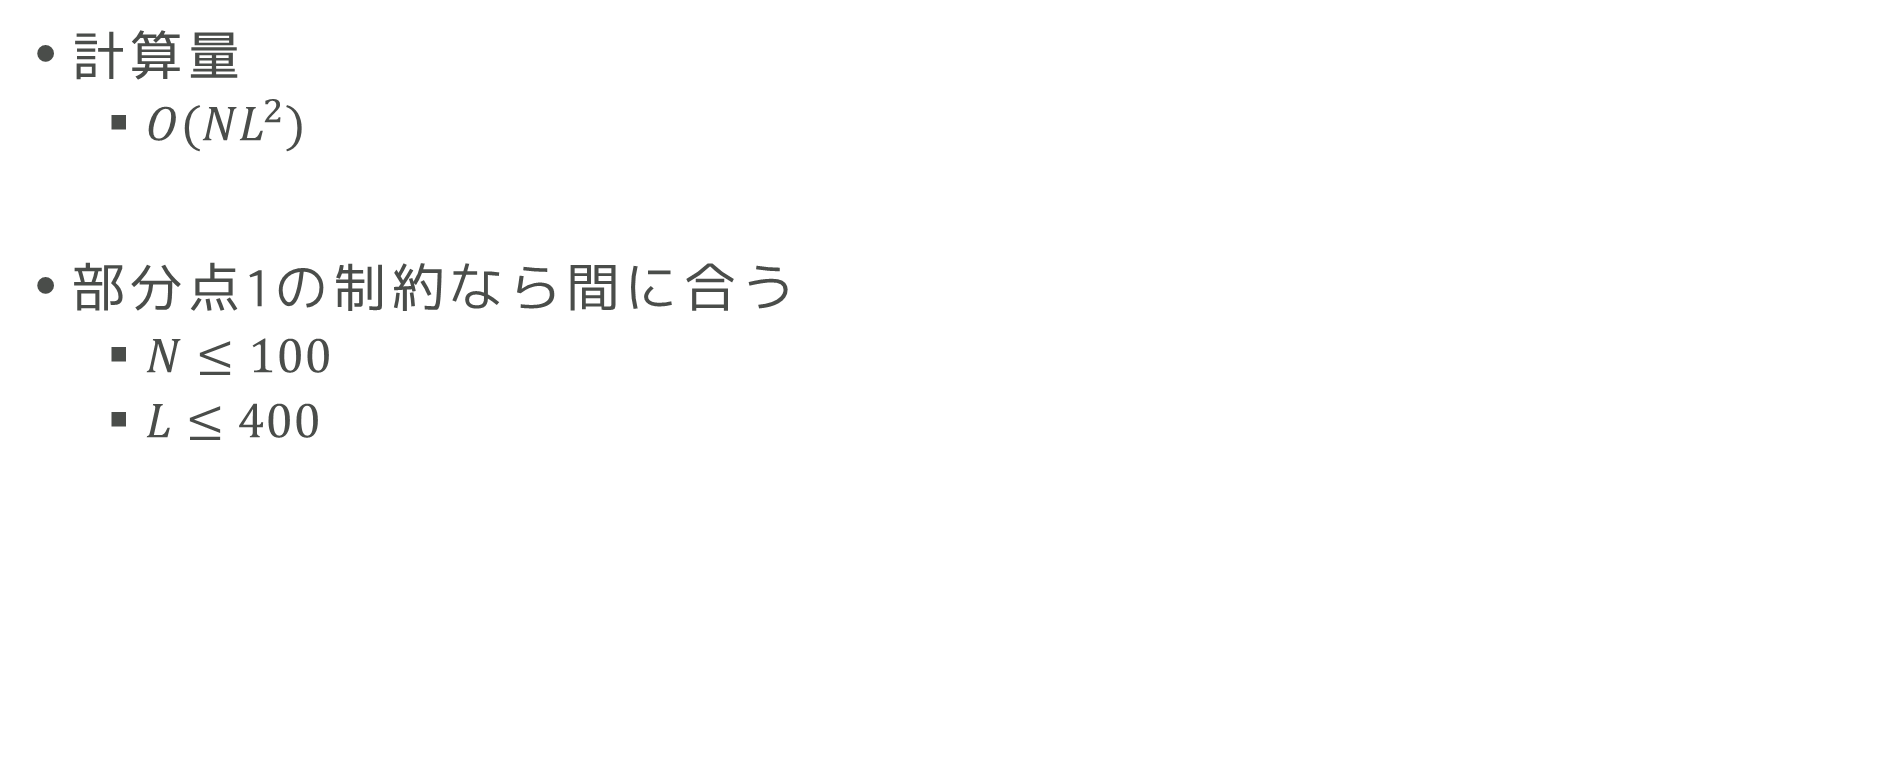 • 計算量
▪ O(NL²)
• 部分点1の制約なら間に合う
▪ N ≤ 100
▪ L ≤ 400